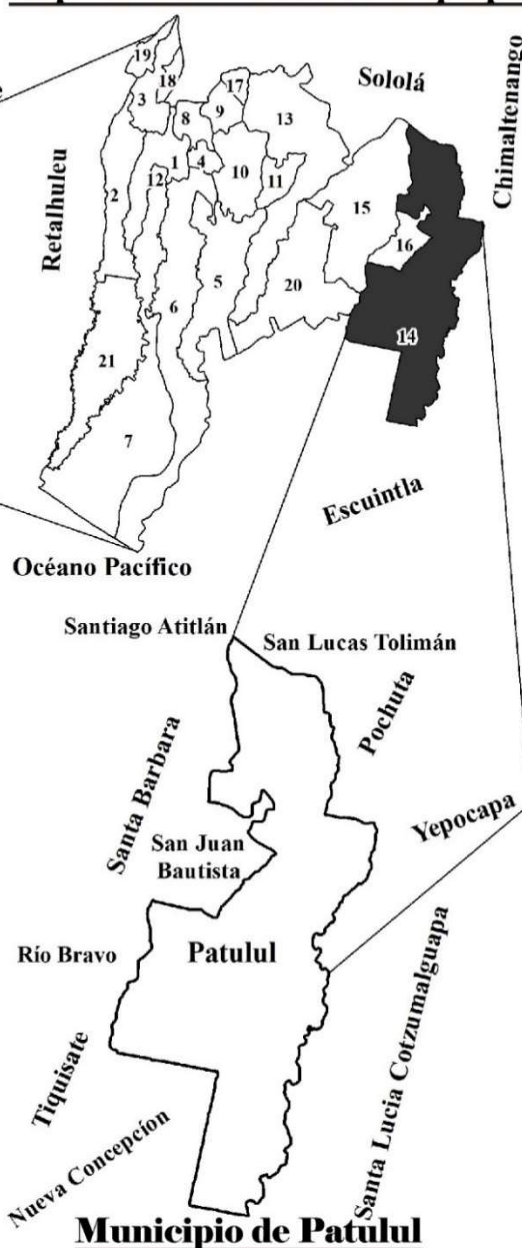 Sololá
Chimaltenango
Retalhuleu
19
18
3
17
8
9
13
2
12
1
4
10
11
15
16
6
5
20
14
21
7
Escuintla
Océano Pacífico
Santiago Atitlán
San Lucas Tolimán
Pochuta
Santa Barbara
Yepocapa
San Juan
Bautista
Río Bravo
Patulul
Tiquisate
Santa Lucia Cotzumalguapa
Nueva Concepcíon
Municipio de Patulul